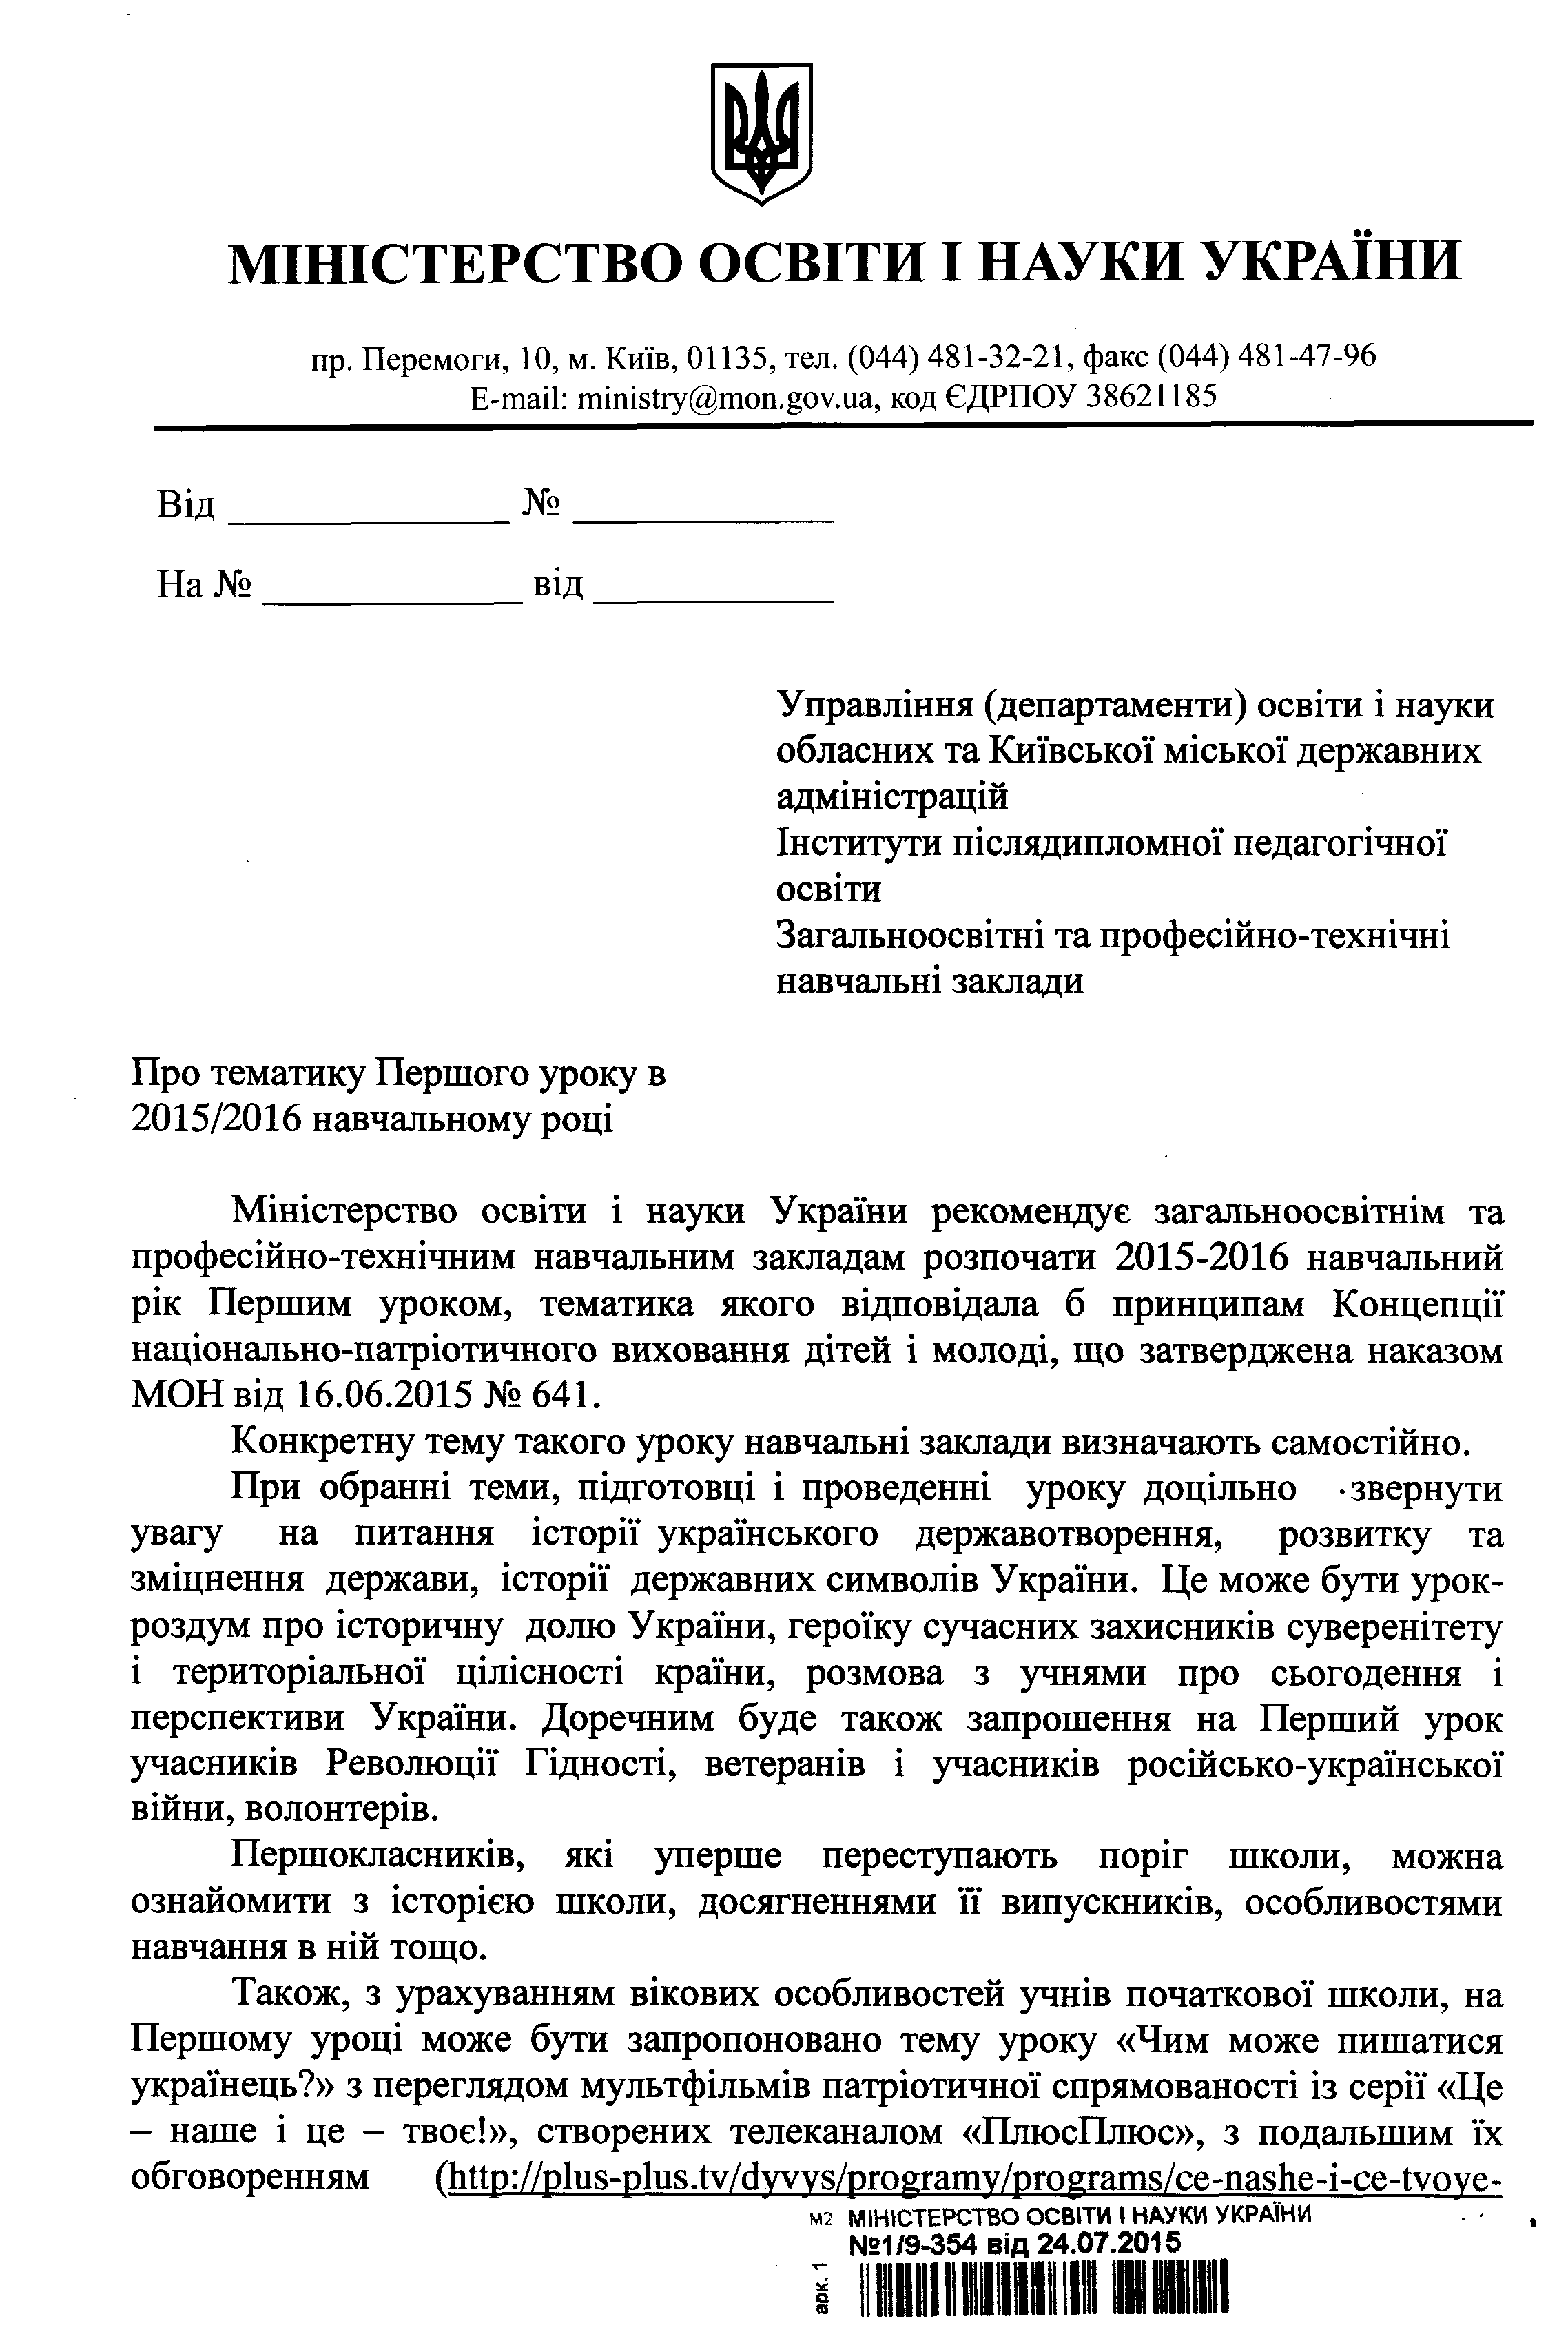 МІНІСТЕРСТВО ОСВІТИ І НАУКИ УКРАЇНИ
пр. Перемоги, 10, м. Київ, 01135, тел. (044) 481-32-21, факс (044) 481-47-96
E-mail: ministry@mon.gov.ua, код ЄДРПОУ 38621185
Від ______________ № _____________
На № _____________ від ____________
Управління (департаменти) освіти і науки
обласних та Київської міської державних
адміністрацій
Інститути післядипломної педагогічної
освіти
Загальноосвітні та професійно-технічні
навчальні заклади
Про тематику Першого уроку в
2015/2016 навчальному році
Міністерство освіти і науки України рекомендує загальноосвітнім та
професійно-технічним навчальним закладам розпочати 2015-2016 навчальний
рік Першим уроком, тематика якого відповідала б принципам Концепції
національно-патріотичного виховання дітей і молоді, що затверджена наказом
МОН від 16.06.2015 № 641.
Конкретну тему такого уроку навчальні заклади визначають самостійно.
При обранні теми, підготовці і проведенні уроку доцільно звернути
увагу на питання історії українського державотворення, розвитку та
зміцнення держави, історії державних символів України. Це може бути урок-
роздум про історичну долю України, героїку сучасних захисників суверенітету
і територіальної цілісності країни, розмова з учнями про сьогодення і
перспективи України. Доречним буде також запрошення на Перший урок
учасників Революції Гідності, ветеранів і учасників російсько-української
війни, волонтерів.
Першокласників, які уперше переступають поріг школи, можна
ознайомити з історією школи, досягненнями її випускників, особливостями
навчання в ній тощо.
Також, з урахуванням вікових особливостей учнів початкової школи, на
Першому уроці може бути запропоновано тему уроку «Чим може пишатися
українець?» з переглядом мультфільмів патріотичної спрямованості із серії «Це
– наше і це – твоє!», створених телеканалом «ПлюсПлюс», з подальшим їх
обговоренням (http://plus-plus.tv/dyvys/programy/programs/ce-nashe-i-ce-tvoye-
м2 МІНІСТЕРСТВО ОСВІТИ І НАУКИ УКРАЇНИ
№1/9-354 від 24.07.2015
арк. 1